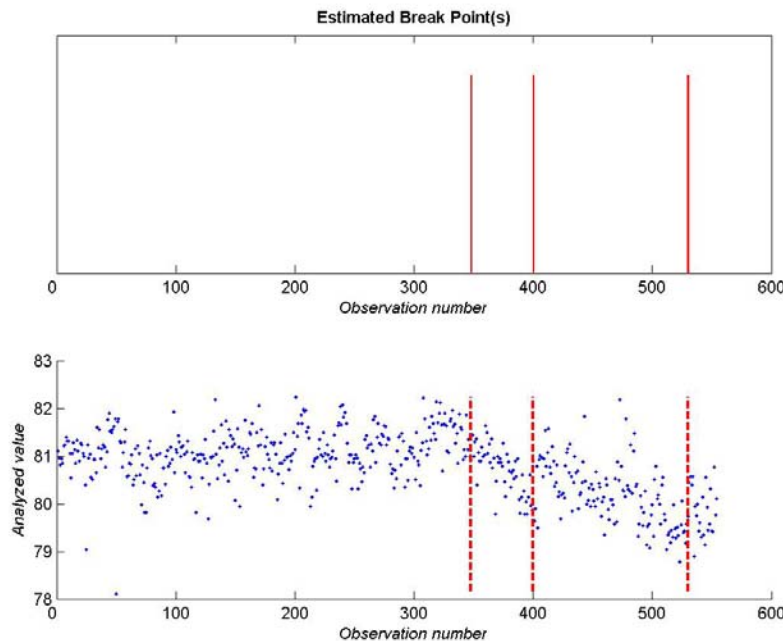 Estimated Break Point(s)
0 100 200 300 400 500 600
Observation number
Analyzed value
83
82
81
80
79
78
0 100 200 300 400 500 600
Observation number